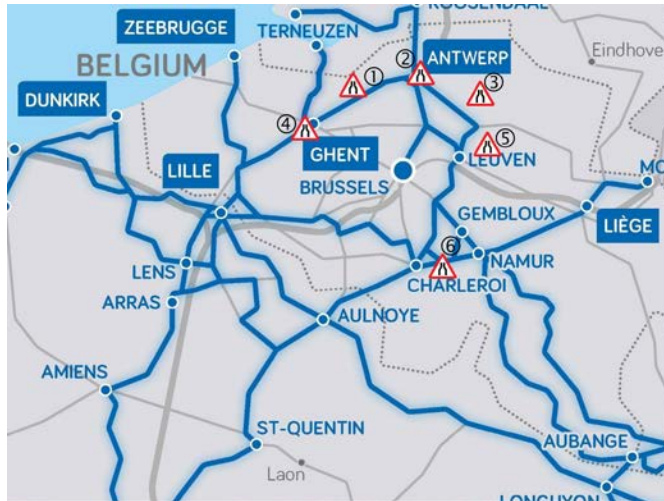 ROOSENDAAL
ZEEBRUGGE
TERNEUZEN
②
ANTWERP
Eindhove
BELGIUM
①
③
DUNKIRK
④
GHENT
⑤
LILLE
LEUVEN
BRUSSELS
MO
GEMBLOUX
LIÈGE
⑥
NAMUR
LENS
CHARLEROI
ARRAS
AULNOYE
AMIENS
ST-QUENTIN
AUBANGE
Laon
LONGUYON